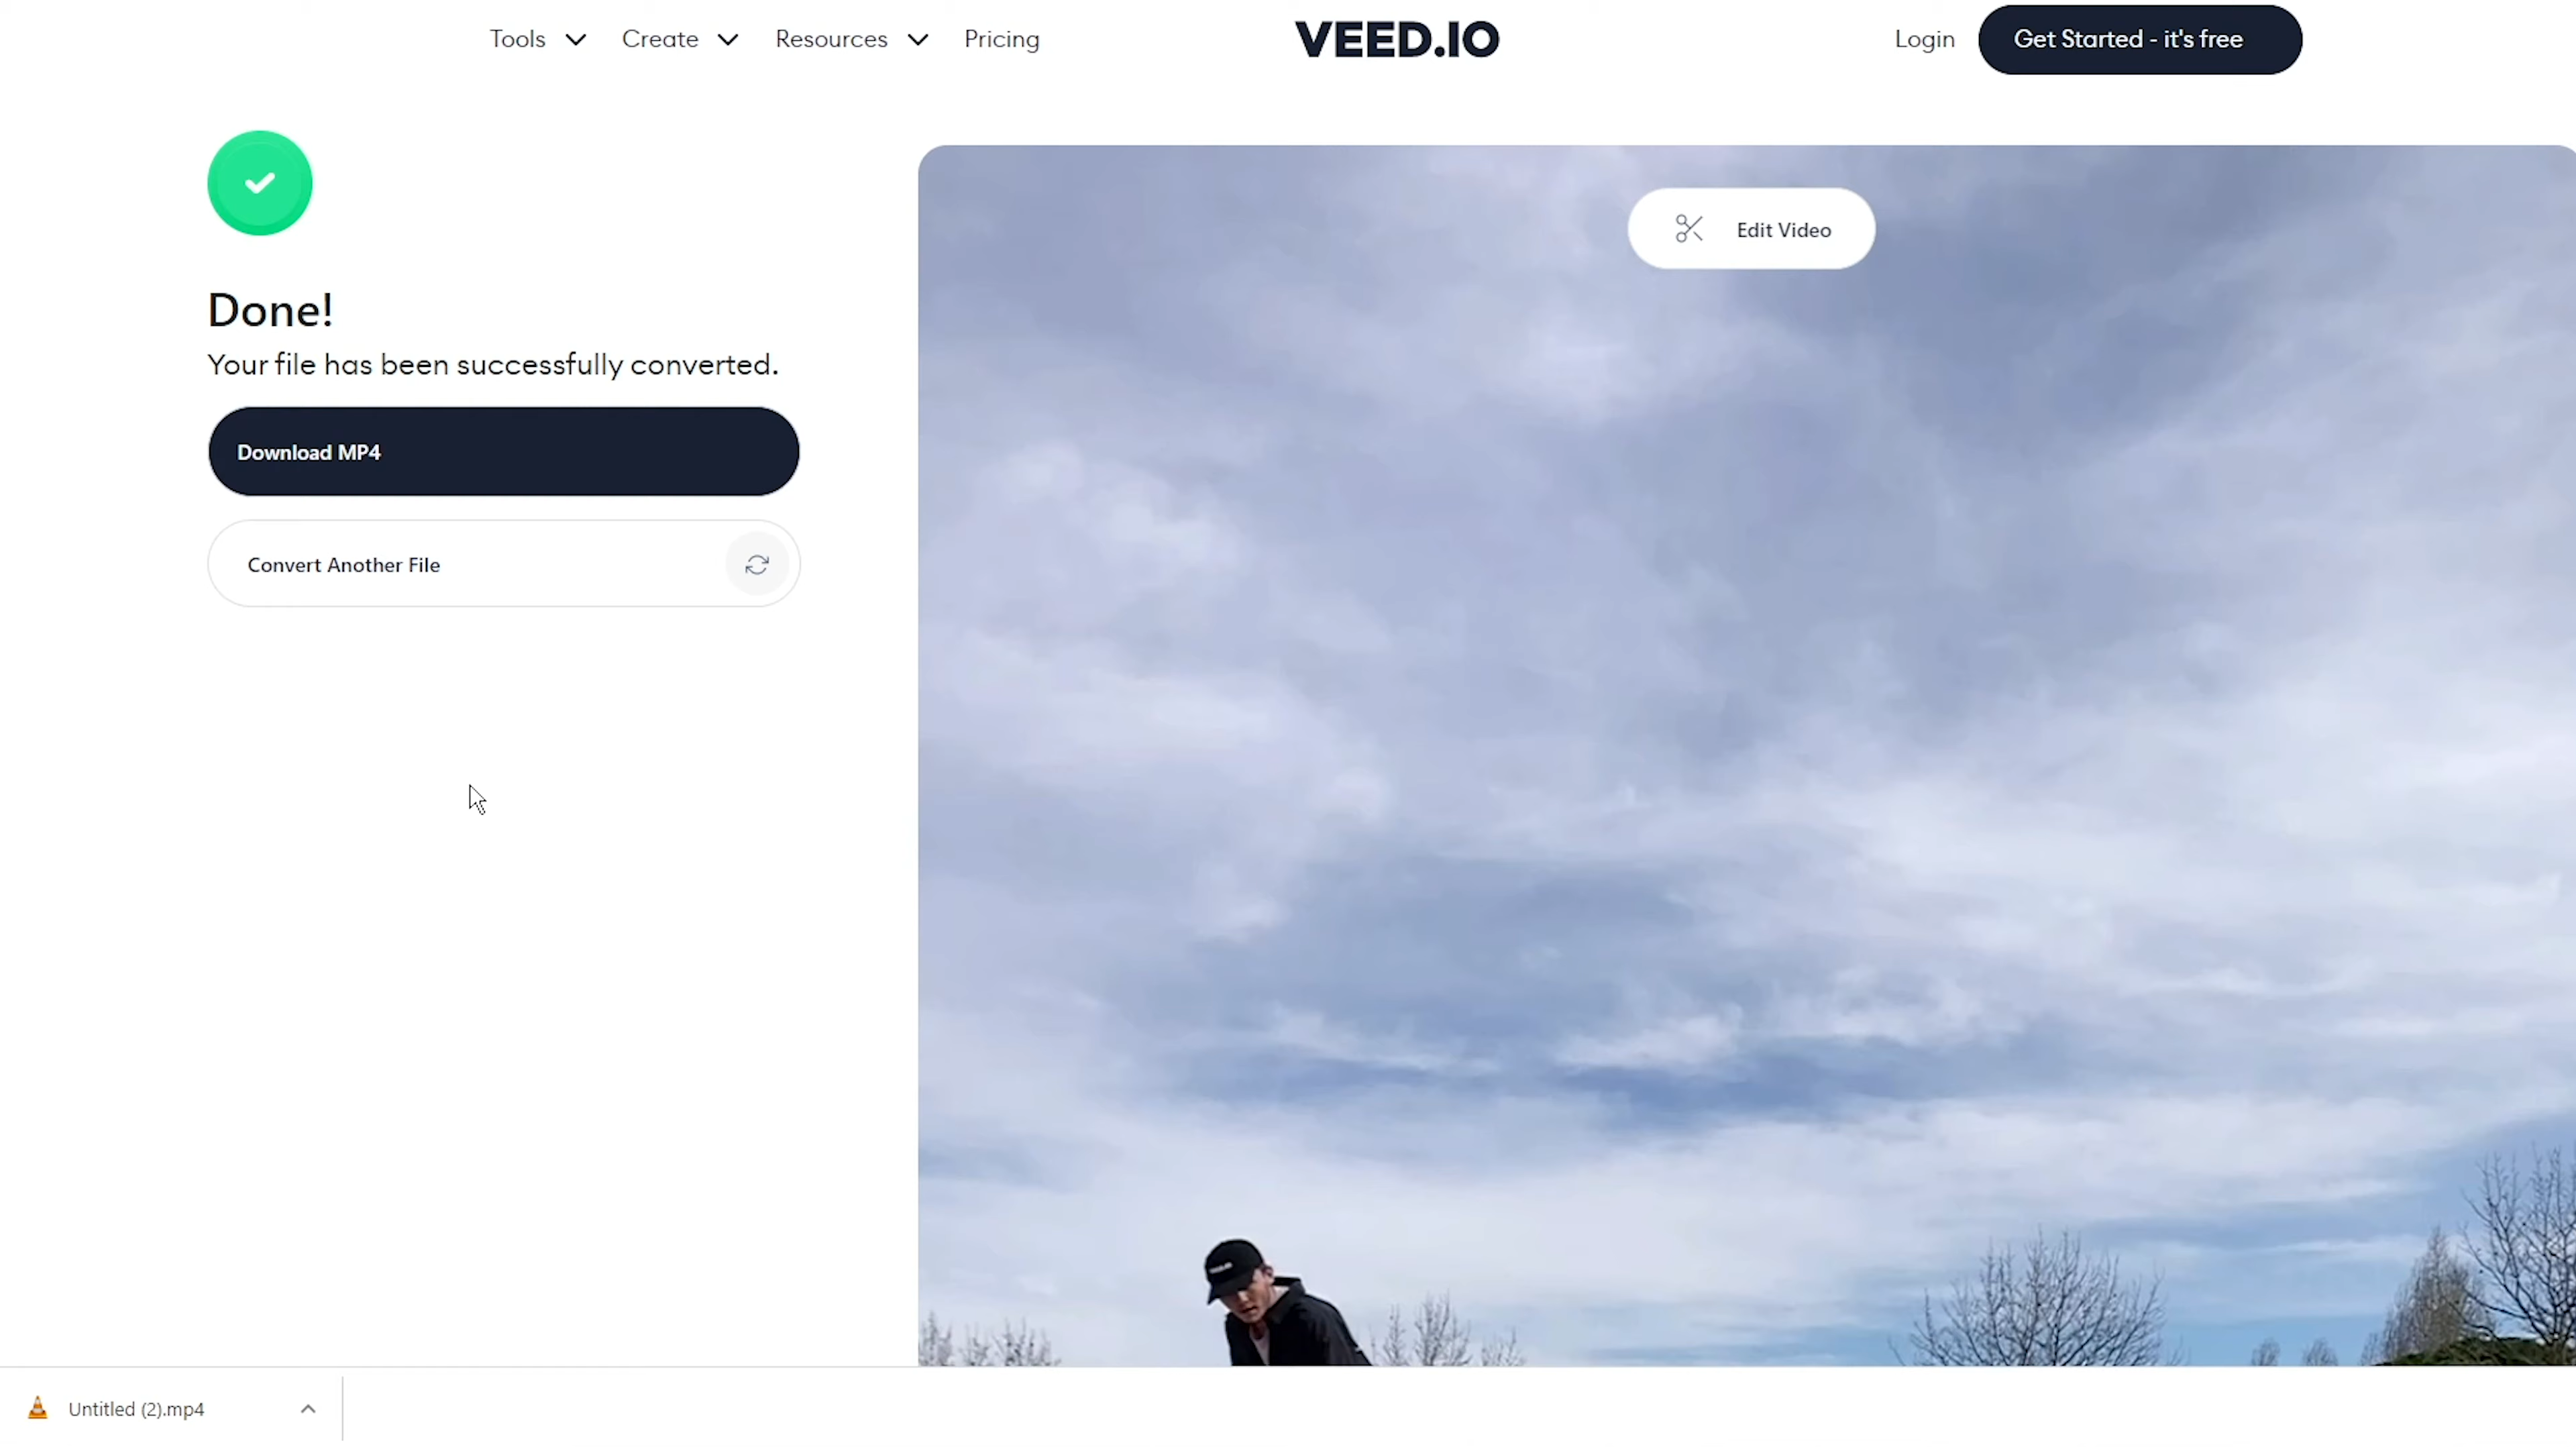 Tools
Create
Resources
Pricing
VEED.IO
Login
Get Started - it's free
Done!
Your file has been successfully converted.
Download MP4
Convert Another File
Edit Video
Untitled (2).mp4